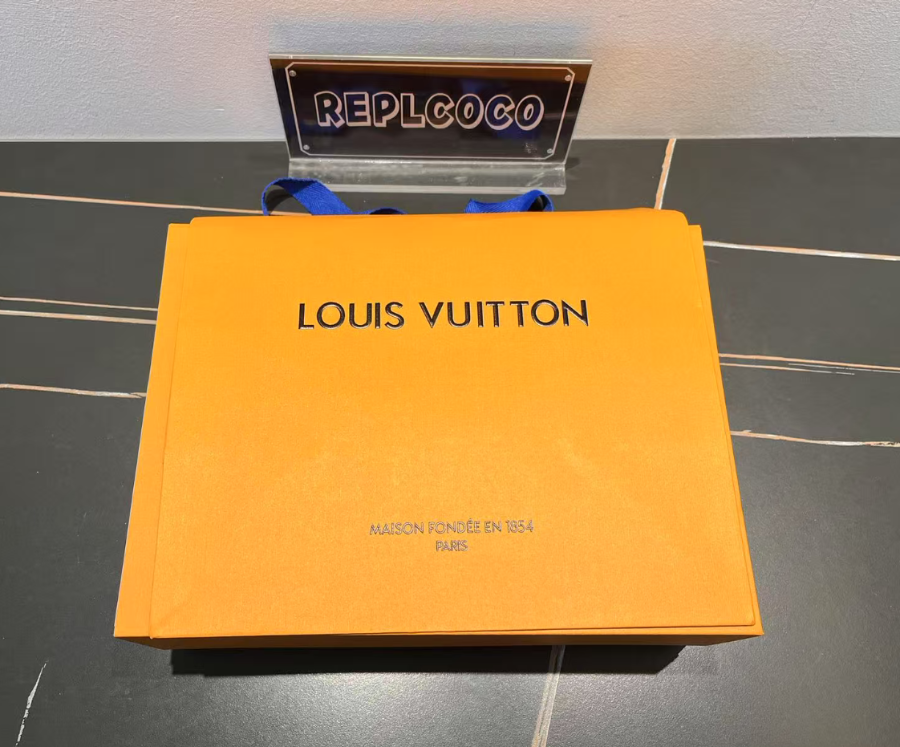 REPLCOCO
LOUIS VUITTON
MAISON FONDÉE EN 1854
PARIS